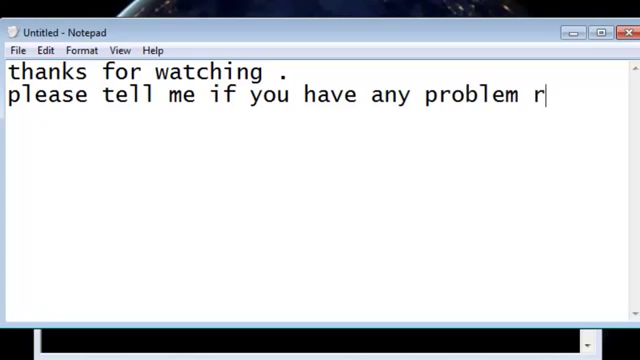 Untitled - Notepad
File Edit Format View Help
thanks for watching .
please tell me if you have any problem r